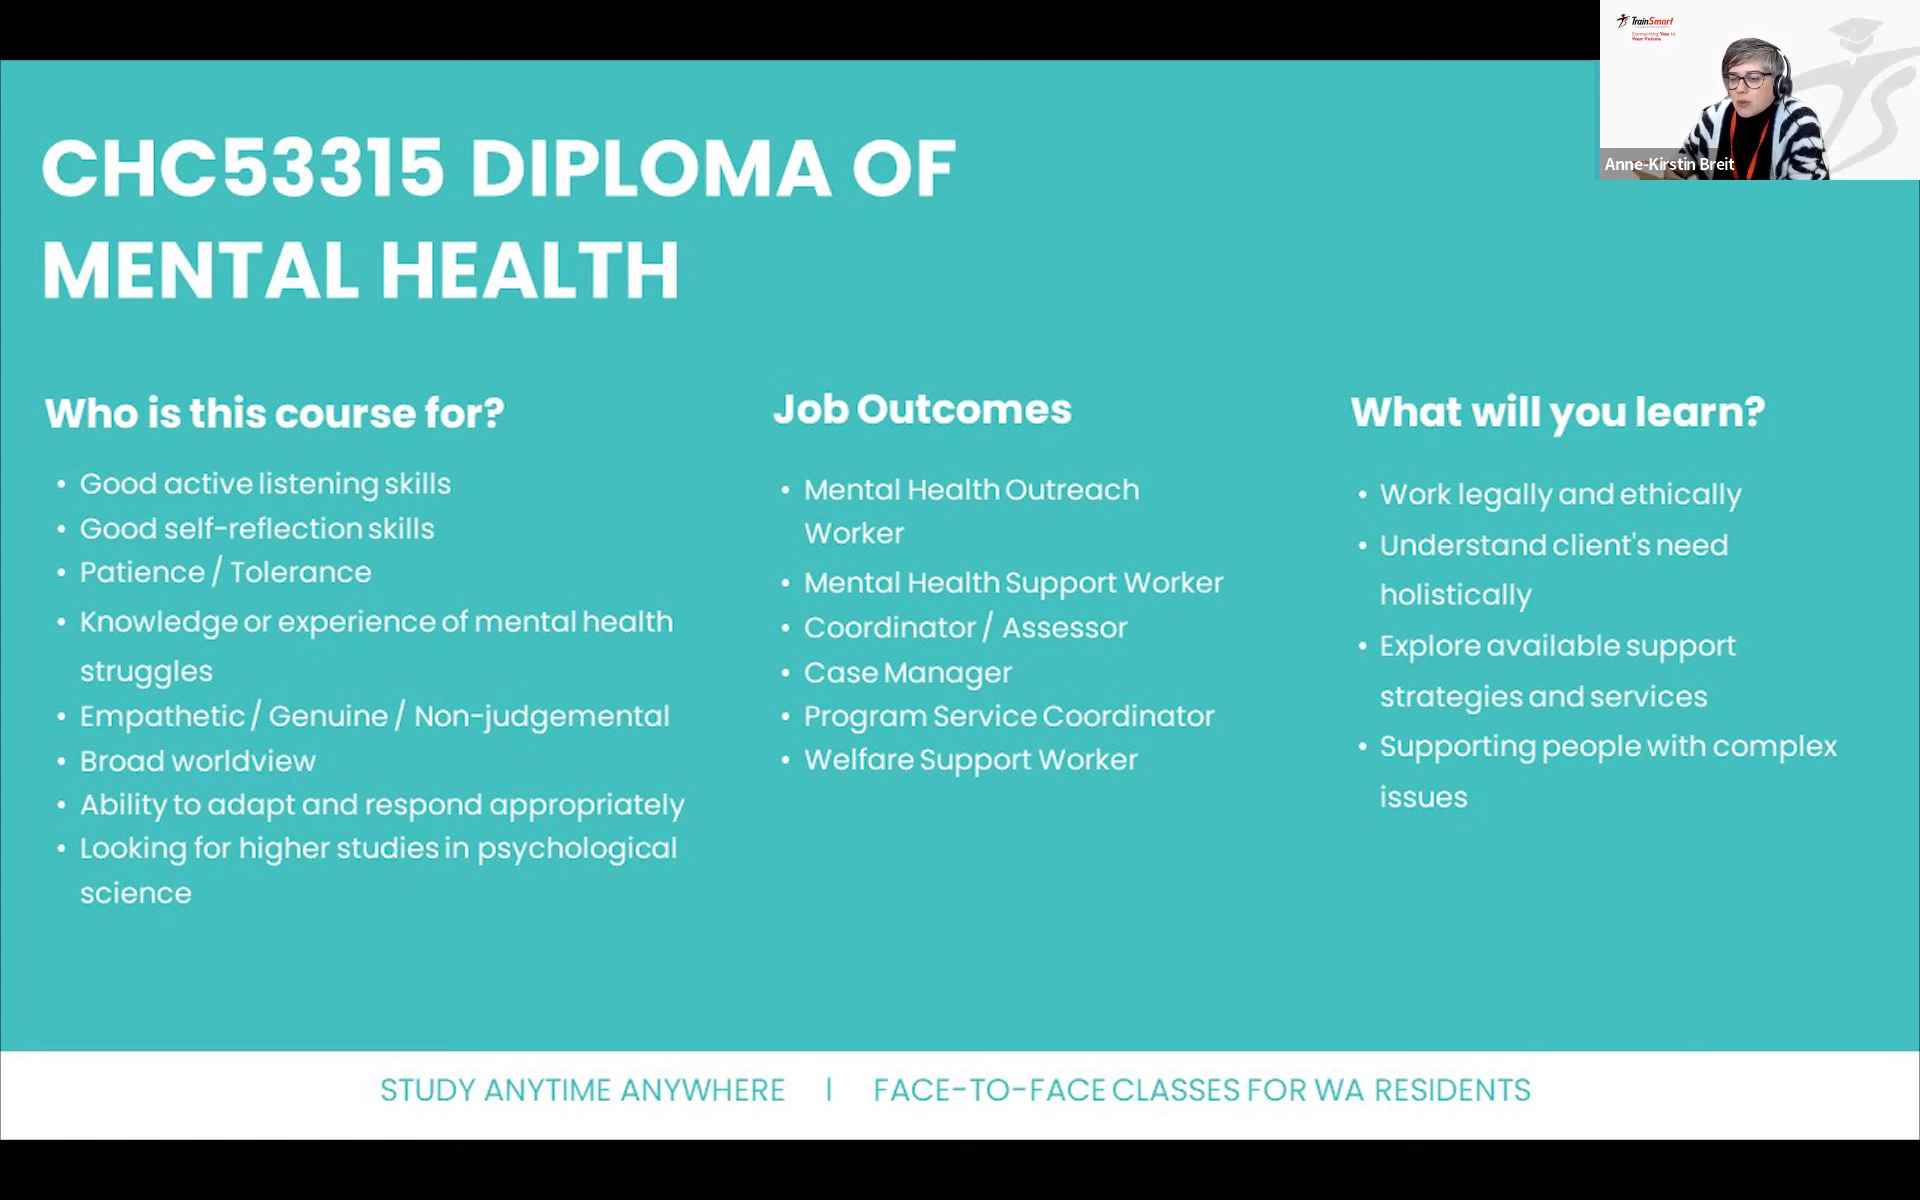 TrainSmart
Connecting You to
Your Future
Anne-Kirstin Breit
CHC53315 DIPLOMA OF
MENTAL HEALTH
Who is this course for?
• Good active listening skills
• Good self-reflection skills
• Patience / Tolerance
• Knowledge or experience of mental health
struggles
• Empathetic / Genuine / Non-judgemental
• Broad worldview
• Ability to adapt and respond appropriately
• Looking for higher studies in psychological
science
Job Outcomes
• Mental Health Outreach
Worker
• Mental Health Support Worker
• Coordinator / Assessor
• Case Manager
• Program Service Coordinator
• Welfare Support Worker
What will you learn?
• Work legally and ethically
• Understand client's need
holistically
• Explore available support
strategies and services
• Supporting people with complex
issues
STUDY ANYTIME ANYWHERE | FACE-TO-FACE CLASSES FOR WA RESIDENTS